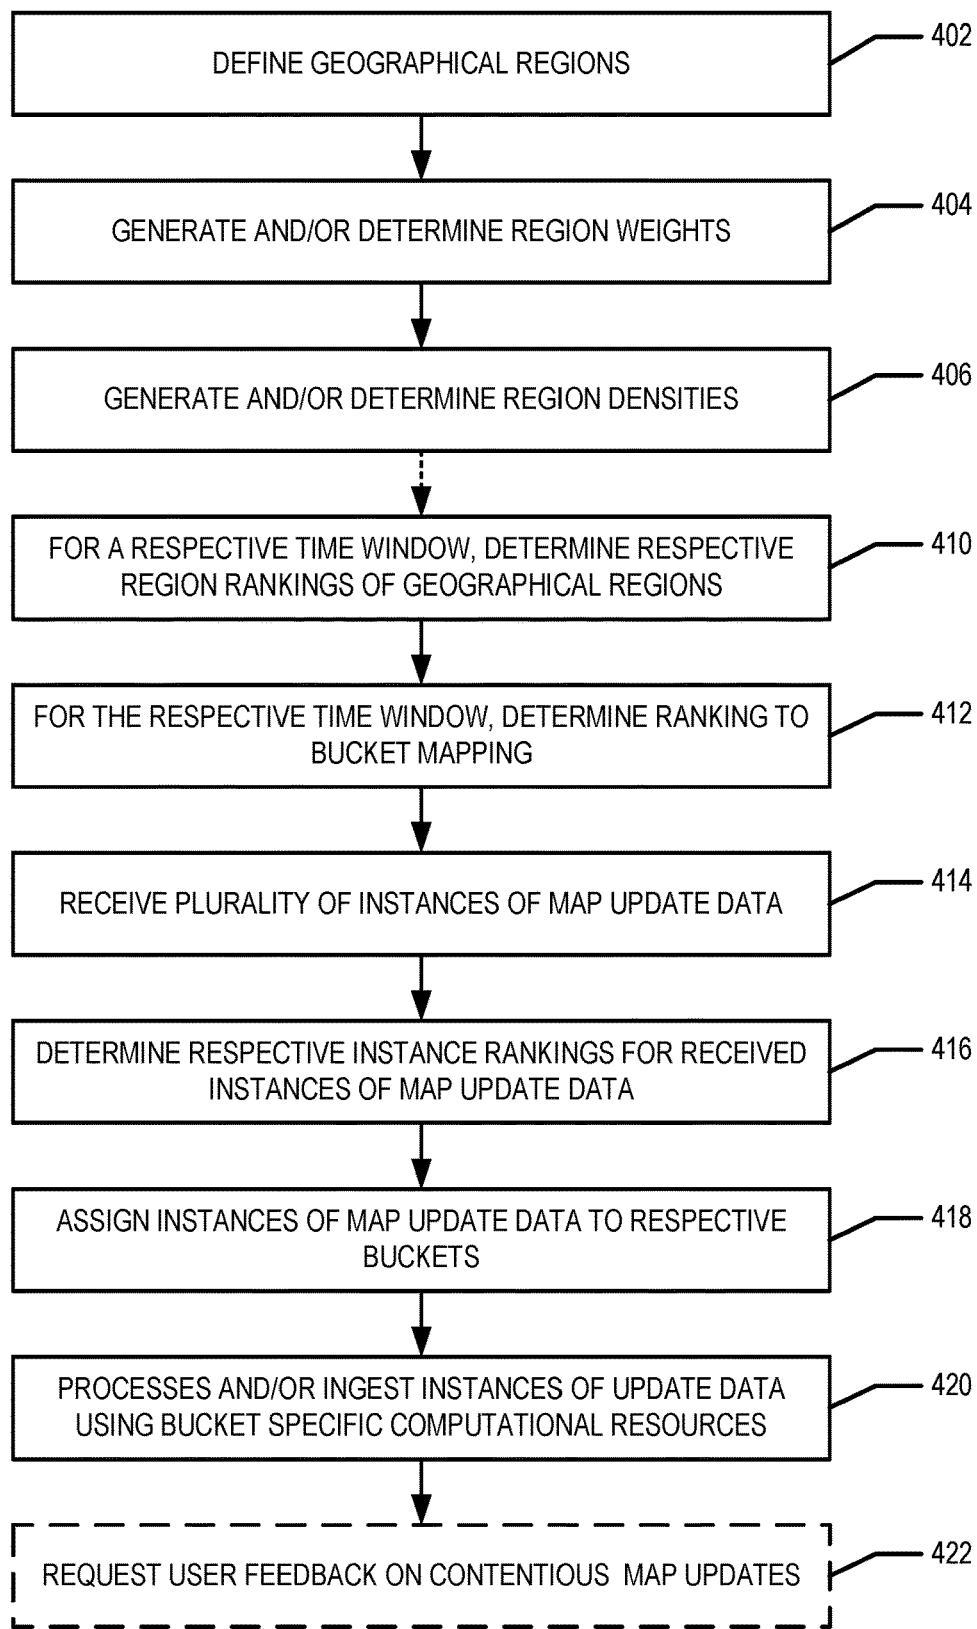 DEFINE GEOGRAPHICAL REGIONS
402
GENERATE AND/OR DETERMINE REGION WEIGHTS
404
GENERATE AND/OR DETERMINE REGION DENSITIES
406
FOR A RESPECTIVE TIME WINDOW, DETERMINE RESPECTIVE
REGION RANKINGS OF GEOGRAPHICAL REGIONS
410
FOR THE RESPECTIVE TIME WINDOW, DETERMINE RANKING TO
BUCKET MAPPING
412
RECEIVE PLURALITY OF INSTANCES OF MAP UPDATE DATA
414
DETERMINE RESPECTIVE INSTANCE RANKINGS FOR RECEIVED
INSTANCES OF MAP UPDATE DATA
416
ASSIGN INSTANCES OF MAP UPDATE DATA TO RESPECTIVE
BUCKETS
418
PROCESSES AND/OR INGEST INSTANCES OF UPDATE DATA
USING BUCKET SPECIFIC COMPUTATIONAL RESOURCES
420
REQUEST USER FEEDBACK ON CONTENTIOUS MAP UPDATES
422